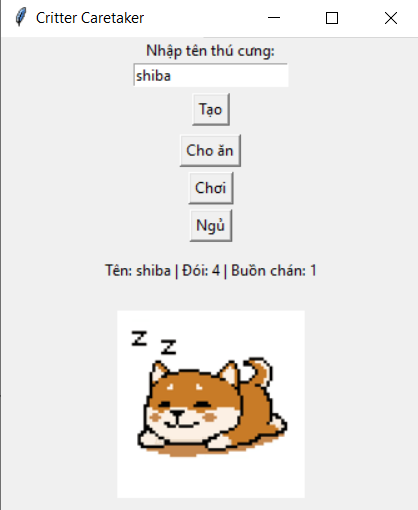 Critter Caretaker
Nhập tên thú cưng:
shiba
Tạo
Cho ăn
Chơi
Ngủ
Tên: shiba | Đói: 4 | Buồn chán: 1
Z Z